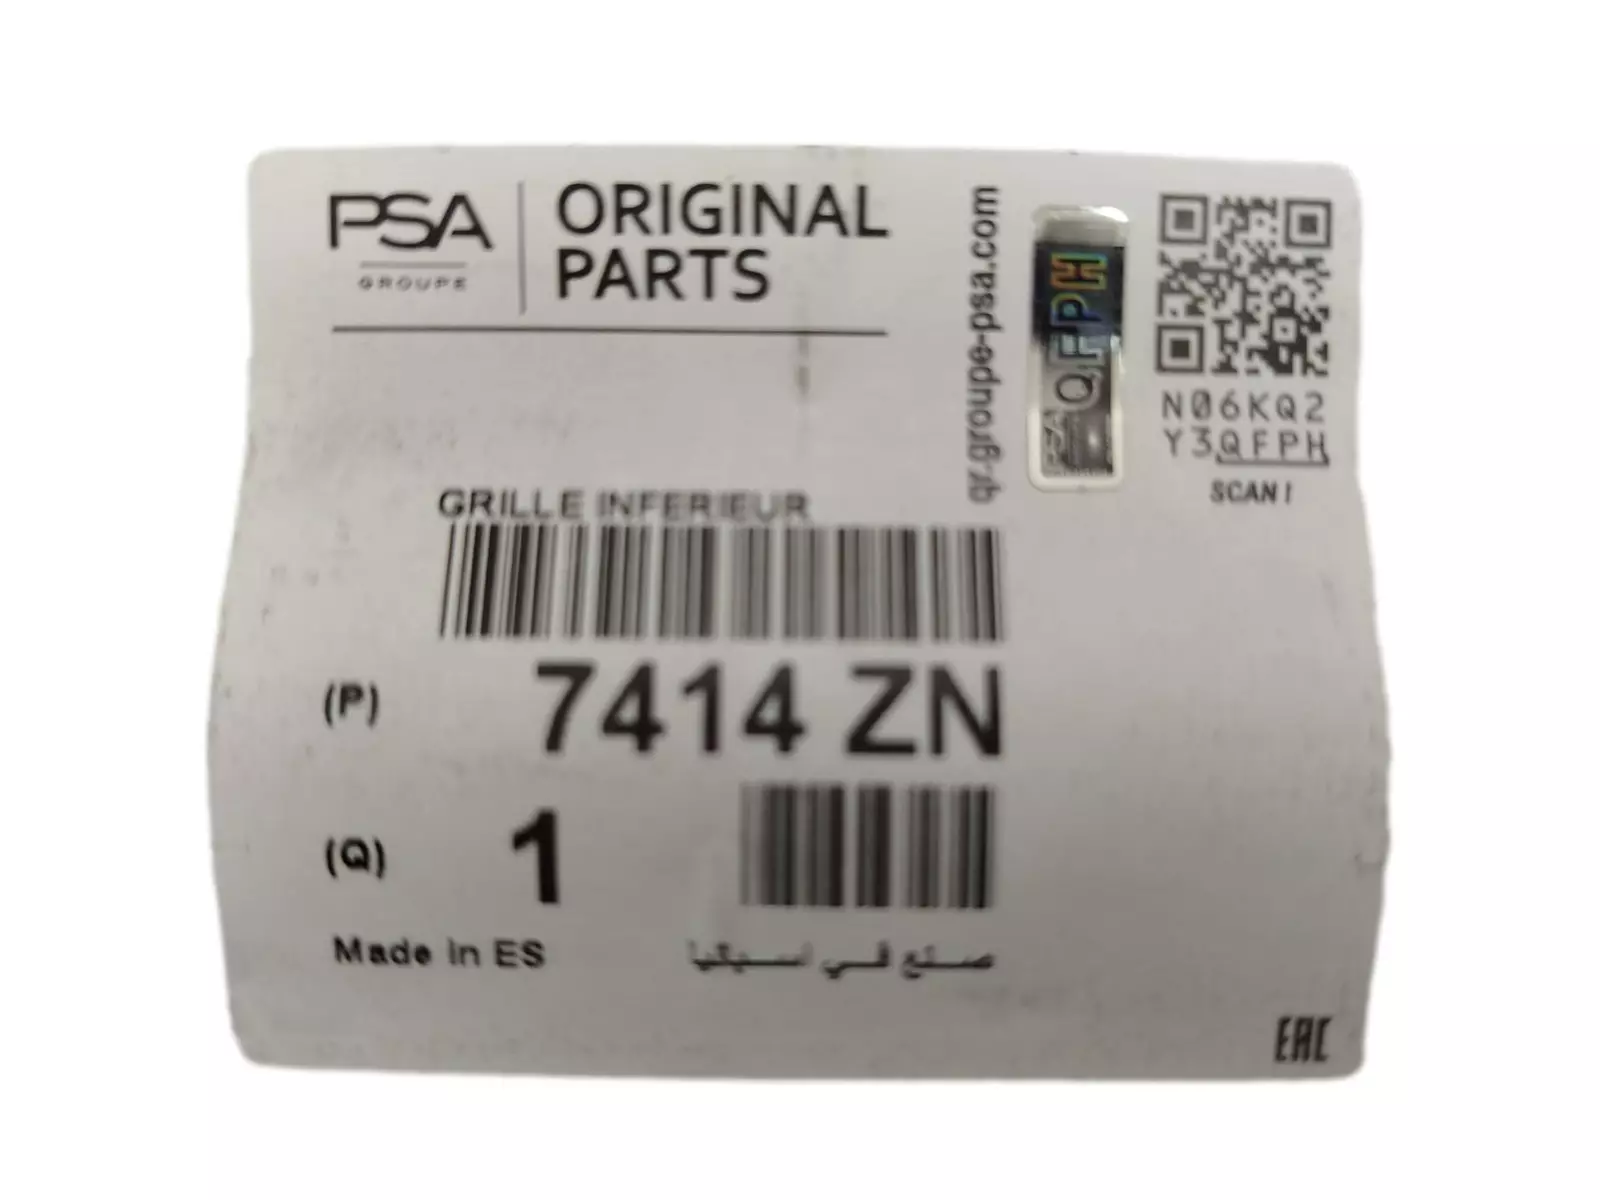 PSA
GROUPE
ORIGINAL
PARTS
qr.groupe-psa.com
PSA
QFPH
N06KQ2
Y3QFPH
SCAN!
GRILLE INFERIEUR
(P) 7414 ZN
(Q) 1
Made in ES
صنع في اسبانيا
EAC